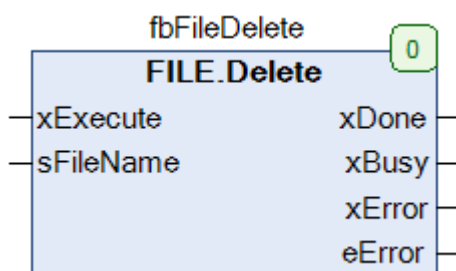 fbFileDelete
0
FILE.Delete
xExecute xDone
sFileName xBusy
xError
eError